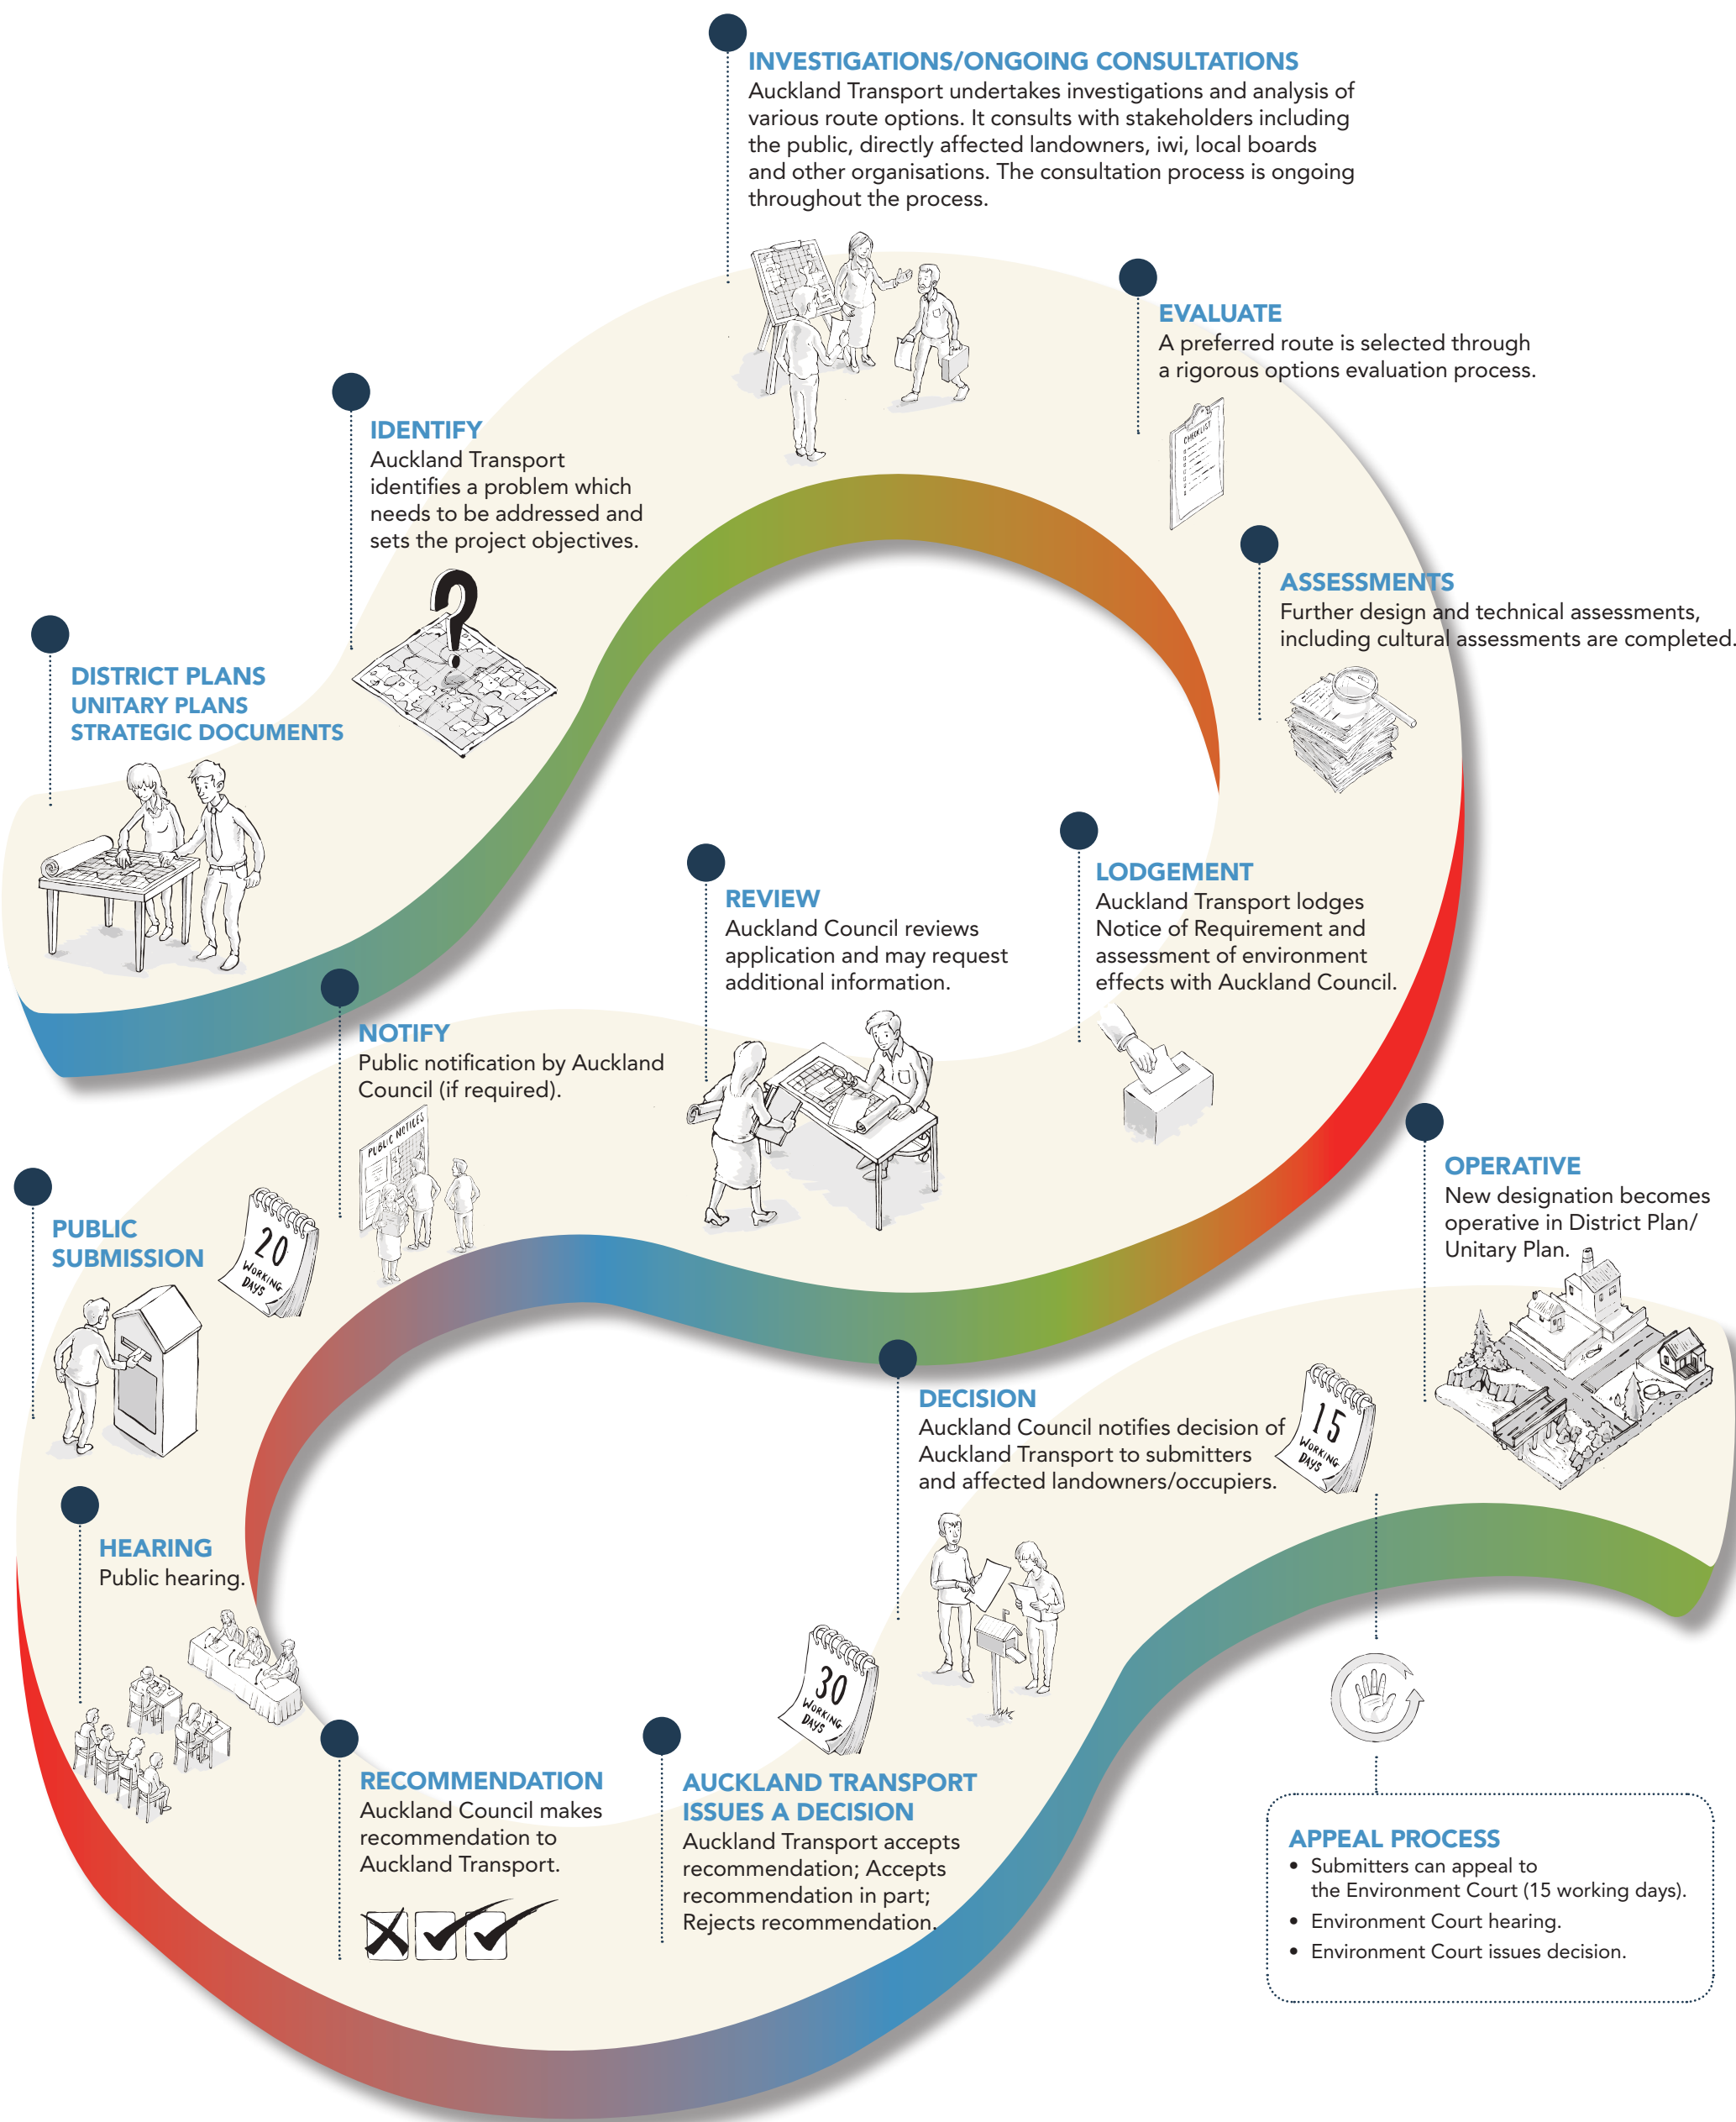 INVESTIGATIONS/ONGOING CONSULTATIONS
Auckland Transport undertakes investigations and analysis of
various route options. It consults with stakeholders including
the public, directly affected landowners, iwi, local boards
and other organisations. The consultation process is ongoing
throughout the process.
EVALUATE
A preferred route is selected through
a rigorous options evaluation process.
CHECKLIST
IDENTIFY
Auckland Transport
identifies a problem which
needs to be addressed and
sets the project objectives.
ASSESSMENTS
Further design and technical assessments,
including cultural assessments are completed.
DISTRICT PLANS
UNITARY PLANS
STRATEGIC DOCUMENTS
LODGEMENT
Auckland Transport lodges
Notice of Requirement and
assessment of environment
effects with Auckland Council.
REVIEW
Auckland Council reviews
application and may request
additional information.
NOTIFY
Public notification by Auckland
Council (if required).
PUBLIC NOTICES
20
WORKING
DAYS
PUBLIC
SUBMISSION
HEARING
Public hearing.
RECOMMENDATION
Auckland Council makes
recommendation to
Auckland Transport.
AUCKLAND TRANSPORT
ISSUES A DECISION
Auckland Transport accepts
recommendation; Accepts
recommendation in part;
Rejects recommendation.
30
WORKING
DAYS
DECISION
Auckland Council notifies decision of
Auckland Transport to submitters
and affected landowners/occupiers.
15
WORKING
DAYS
OPERATIVE
New designation becomes
operative in District Plan/
Unitary Plan.
APPEAL PROCESS
• Submitters can appeal to
the Environment Court (15 working days).
• Environment Court hearing.
• Environment Court issues decision.